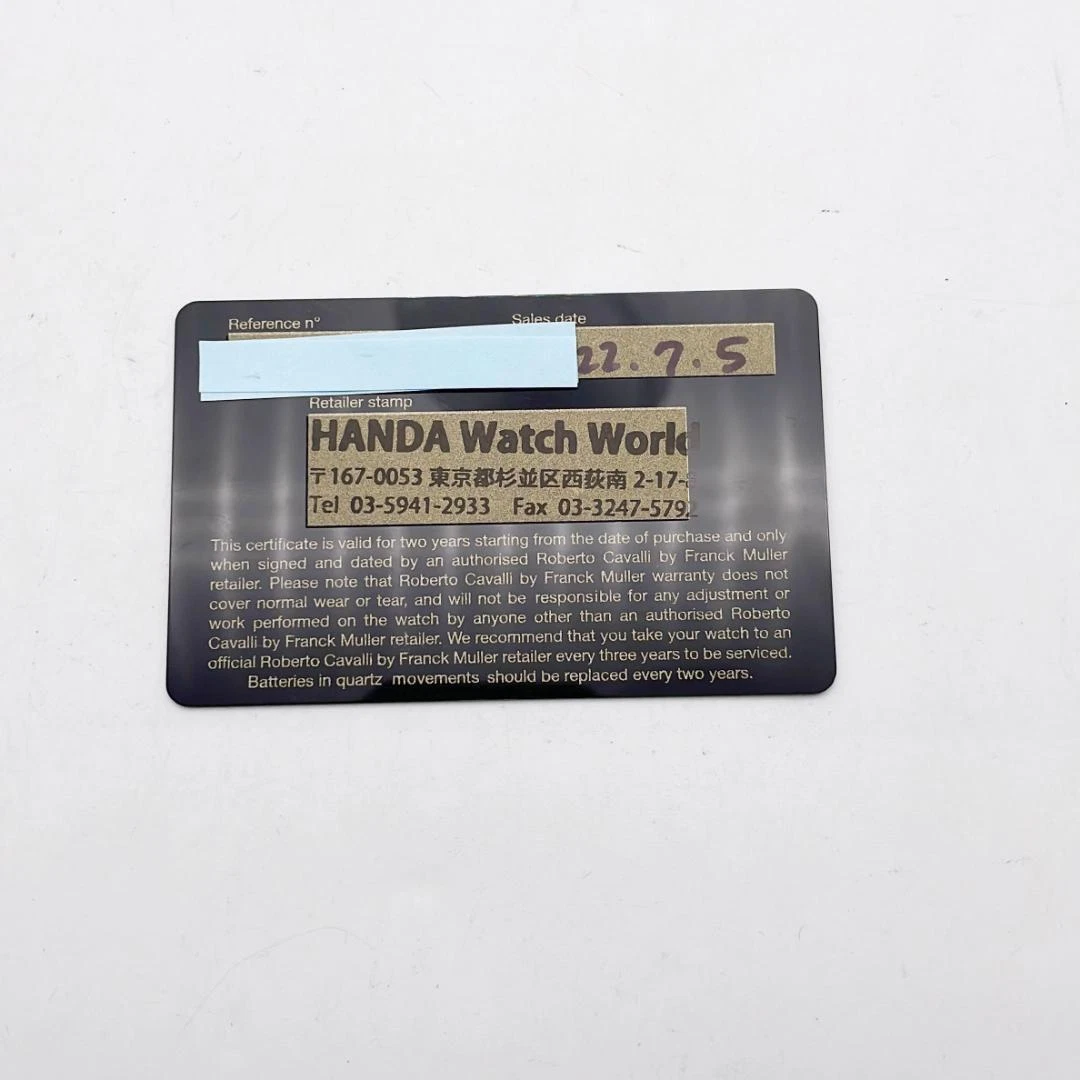 Reference n° Sales date
22.7.5
Retailer stamp
HANDA Watch World
〒167-0053 東京都杉並区西荻南 2-17-
Tel 03-5941-2933 Fax 03-3247-5792
This certificate is valid for two years starting from the date of purchase and only
when signed and dated by an authorised Roberto Cavalli by Franck Muller
retailer. Please note that Roberto Cavalli by Franck Muller warranty does not
cover normal wear or tear, and will not be responsible for any adjustment or
work performed on the watch by anyone other than an authorised Roberto
Cavalli by Franck Muller retailer. We recommend that you take your watch to an
official Roberto Cavalli by Franck Muller retailer every three years to be serviced.
Batteries in quartz movements should be replaced every two years.